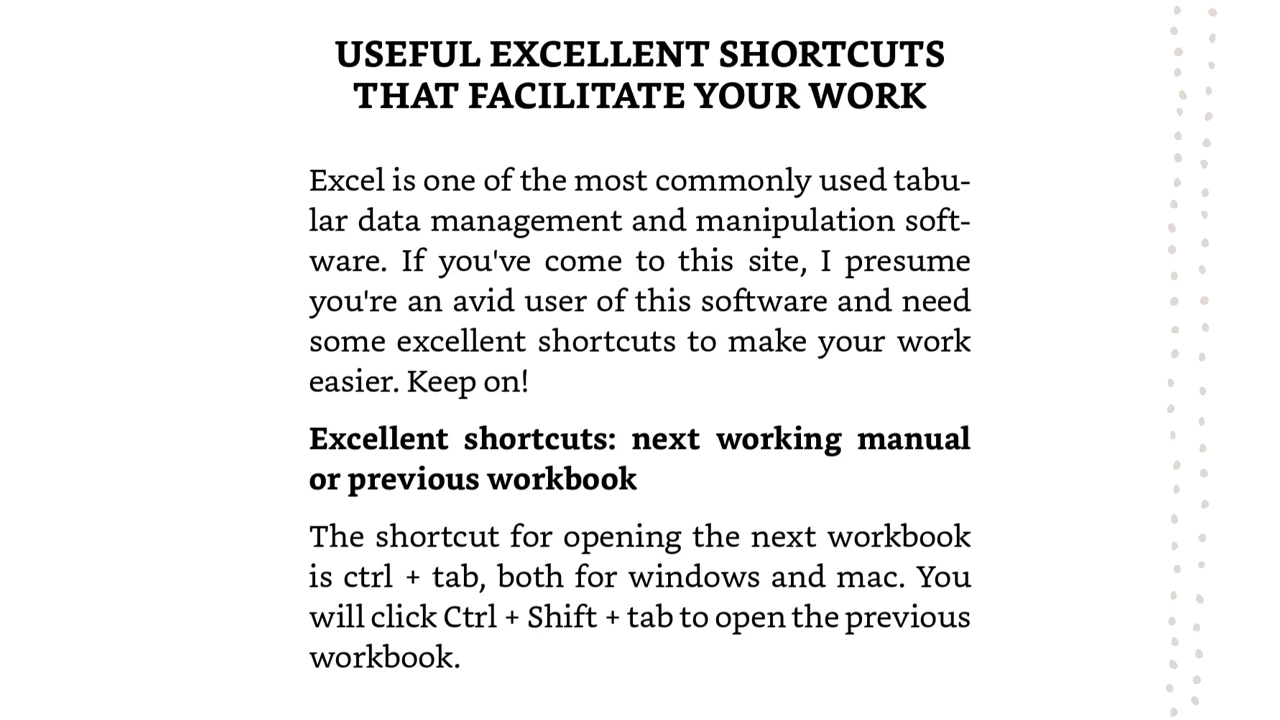 USEFUL EXCELLENT SHORTCUTS
THAT FACILITATE YOUR WORK
Excel is one of the most commonly used tabu-
lar data management and manipulation soft-
ware. If you've come to this site, I presume
you're an avid user of this software and need
some excellent shortcuts to make your work
easier. Keep on!
Excellent shortcuts: next working manual
or previous workbook
The shortcut for opening the next workbook
is ctrl + tab, both for windows and mac. You
will click Ctrl + Shift + tab to open the previous
workbook.